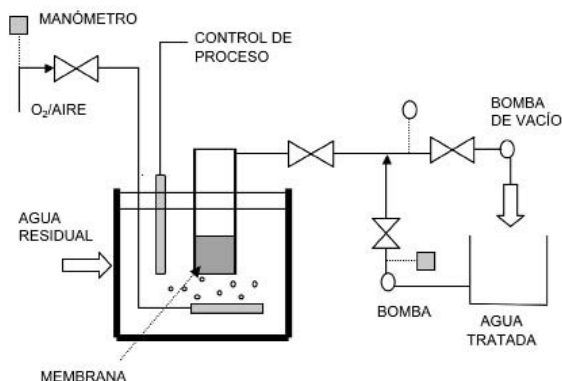 MANÓMETRO
CONTROL DE
PROCESO
O₂/AIRE
BOMBA
DE VACÍO
AGUA
RESIDUAL
BOMBA
AGUA
TRATADA
MEMBRANA